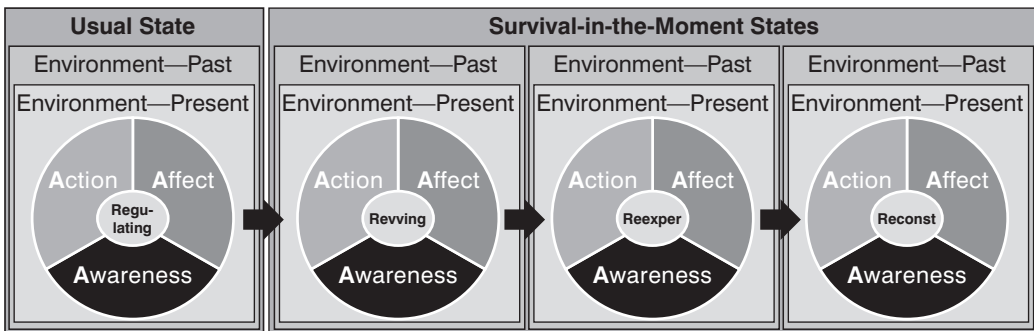 Usual State
Survival-in-the-Moment States
Environment—Past
Environment—Past
Environment—Past
Environment—Past
Environment—Present
Environment—Present
Environment—Present
Environment—Present
Action Affect
Action Affect
Action Affect
Action Affect
Regu-
lating
Revving
Reexper
Reconst
Awareness
Awareness
Awareness
Awareness